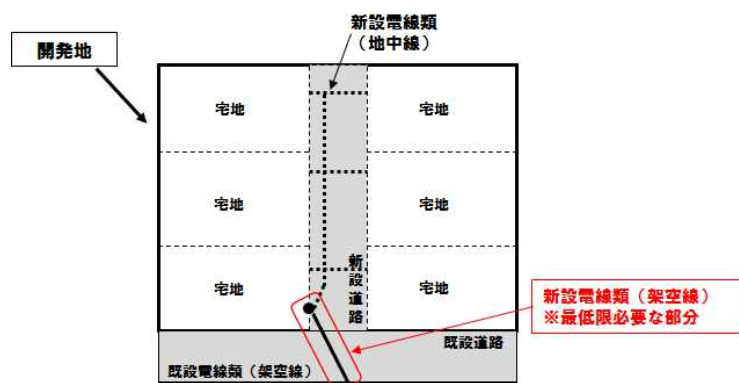 新設電線類
（地中線）
開発地
宅地
宅地
宅地
宅地
宅地
宅地
新設道路
新設電線類（架空線）
※最低限必要な部分
既設道路
既設電線類（架空線）